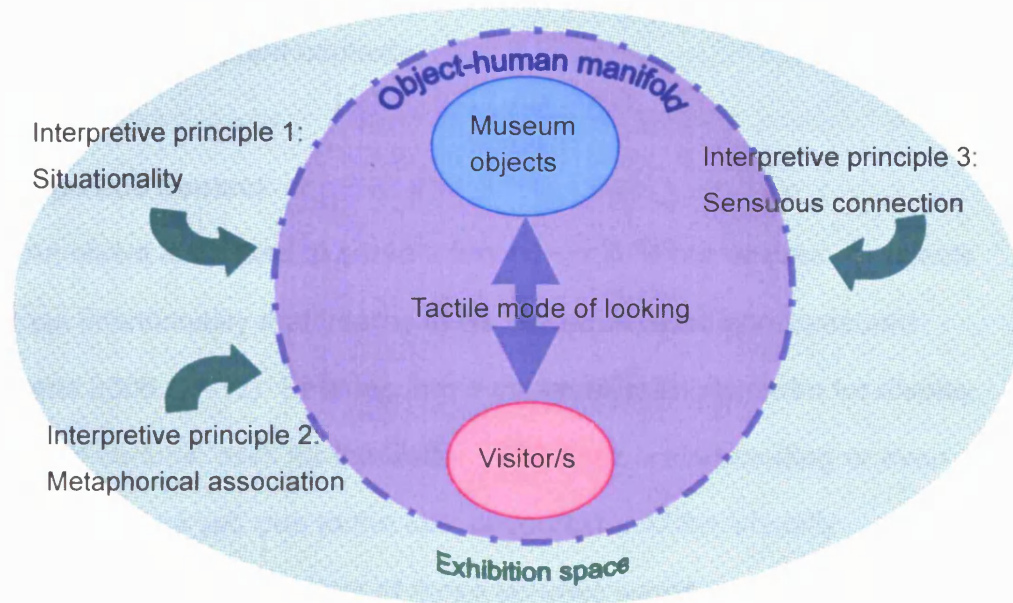 Object-human manifold
Museum
objects
Interpretive principle 1:
Situationality
Interpretive principle 3:
Sensuous connection
Tactile mode of looking
Interpretive principle 2:
Metaphorical association
Visitor/s
Exhibition space